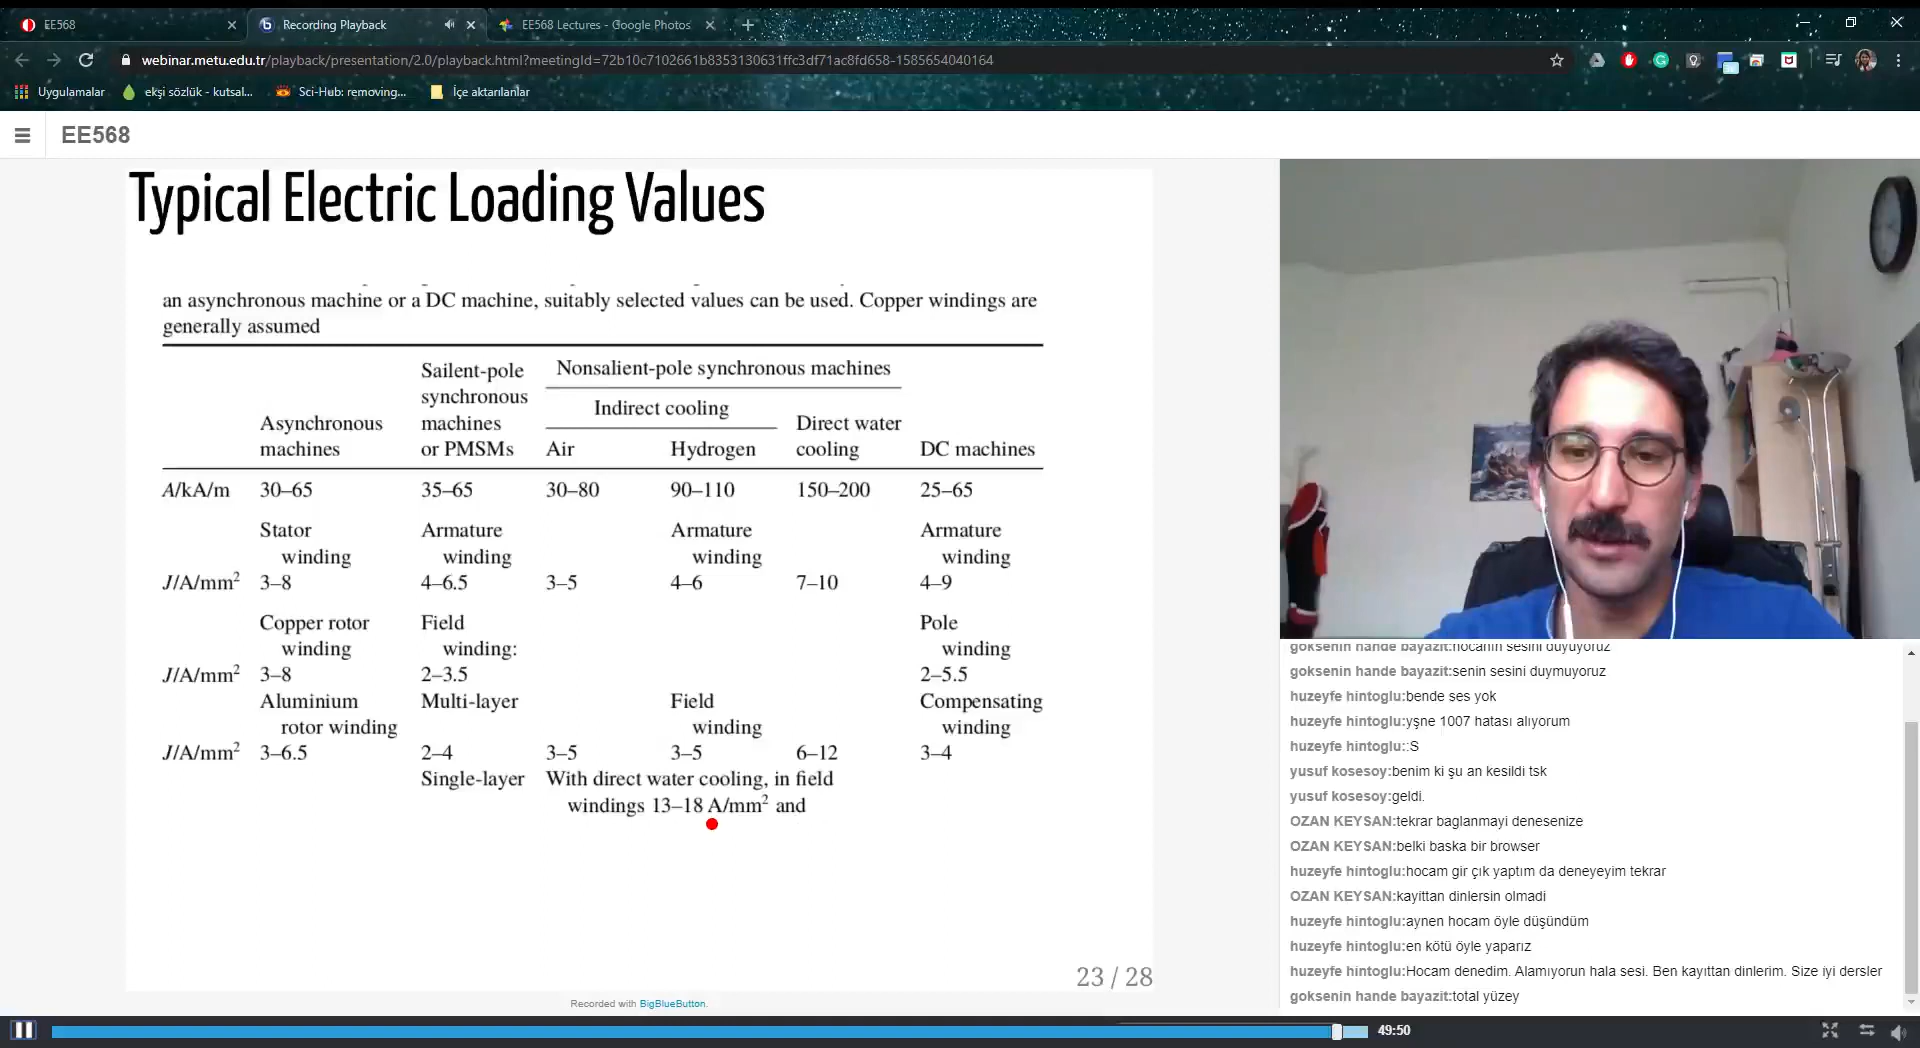 EE568
Recording Playback
EE568 Lectures - Google Photos
webinar.metu.edu.tr/playback/presentation/2.0/playback.html?meetingId=72b10c7102661b8353130631ffc3df71ac8fd658-1585654040164
Uygulamalar
ekşi sözlük - kutsal...
Sci-Hub: removing...
İçe aktarılanlar
EE568
Typical Electric Loading Values
an asynchronous machine or a DC machine, suitably selected values can be used. Copper windings are
generally assumed
Sailent-pole Nonsalient-pole synchronous machines
synchronous Indirect cooling
Asynchronous machines Direct water
machines or PMSMs Air Hydrogen cooling DC machines
A/kA/m 30–65 35–65 30–80 90–110 150–200 25–65
Stator Armature Armature Armature
winding winding winding winding
J/A/mm² 3–8 4–6.5 3–5 4–6 7–10 4–9
Copper rotor Field Pole
winding winding: winding
J/A/mm² 3–8 2–3.5 2–5.5
Aluminium Multi-layer Field Compensating
rotor winding winding winding
J/A/mm² 3–6.5 2–4 3–5 3–5 6–12 3–4
Single-layer With direct water cooling, in field
windings 13–18 A/mm² and
23 / 28
Recorded with BigBlueButton.
goksenin hande bayazit:hocanin sesini duyuyoruz
goksenin hande bayazit:senin sesini duymuyoruz
huzeyfe hintoglu:bende ses yok
huzeyfe hintoglu:yşne 1007 hatası alıyorum
huzeyfe hintoglu::S
yusuf kosesoy:benim ki şu an kesildi tsk
yusuf kosesoy:geldi.
OZAN KEYSAN:tekrar baglanmayi denesenize
OZAN KEYSAN:belki baska bir browser
huzeyfe hintoglu:hocam gir çık yaptım da deneyeyim tekrar
OZAN KEYSAN:kayittan dinlersin olmadi
huzeyfe hintoglu:aynen hocam öyle düşündüm
huzeyfe hintoglu:en kötü öyle yaparız
huzeyfe hintoglu:Hocam denedim. Alamıyorun hala sesi. Ben kayıttan dinlerim. Size iyi dersler
goksenin hande bayazit:total yüzey
49:50